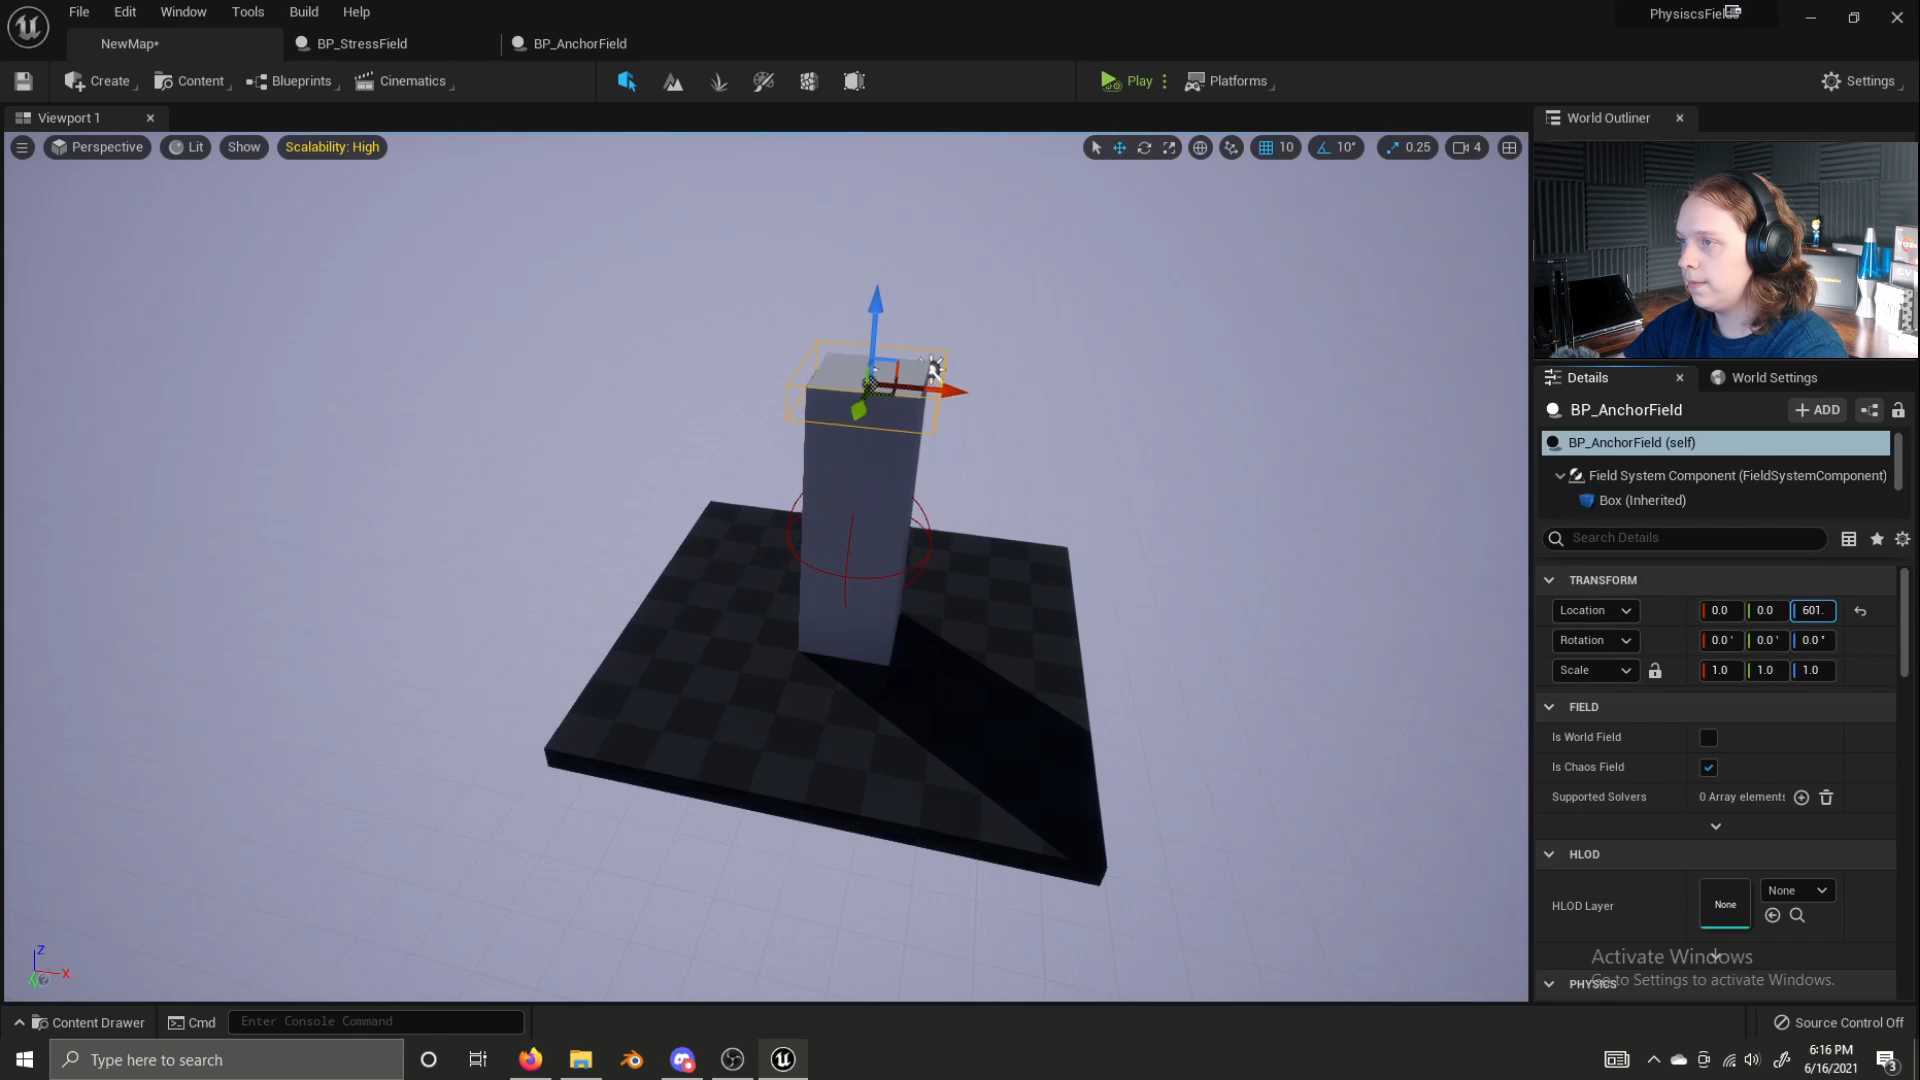 File Edit Window Tools Build Help
NewMap*
BP_StressField
BP_AnchorField
Create
Content
Blueprints
Cinematics
Play
Platforms
Settings
Viewport 1
World Outliner
Perspective
Lit
Show
Scalability: High
10
10°
0.25
4
Details
World Settings
BP_AnchorField
ADD
BP_AnchorField (self)
Field System Component (FieldSystemComponent)
Box (Inherited)
Search Details
TRANSFORM
Location 0.0 0.0 601.
Rotation 0.0 ° 0.0 ° 0.0 °
Scale 1.0 1.0 1.0
FIELD
Is World Field
Is Chaos Field
Supported Solvers 0 Array elements
HLOD
HLOD Layer
None
None
Activate Windows
Go to Settings to activate Windows.
PHYSICS
Z
X
Content Drawer
Cmd
Enter Console Command
Source Control Off
Type here to search
6:16 PM
6/16/2021
3